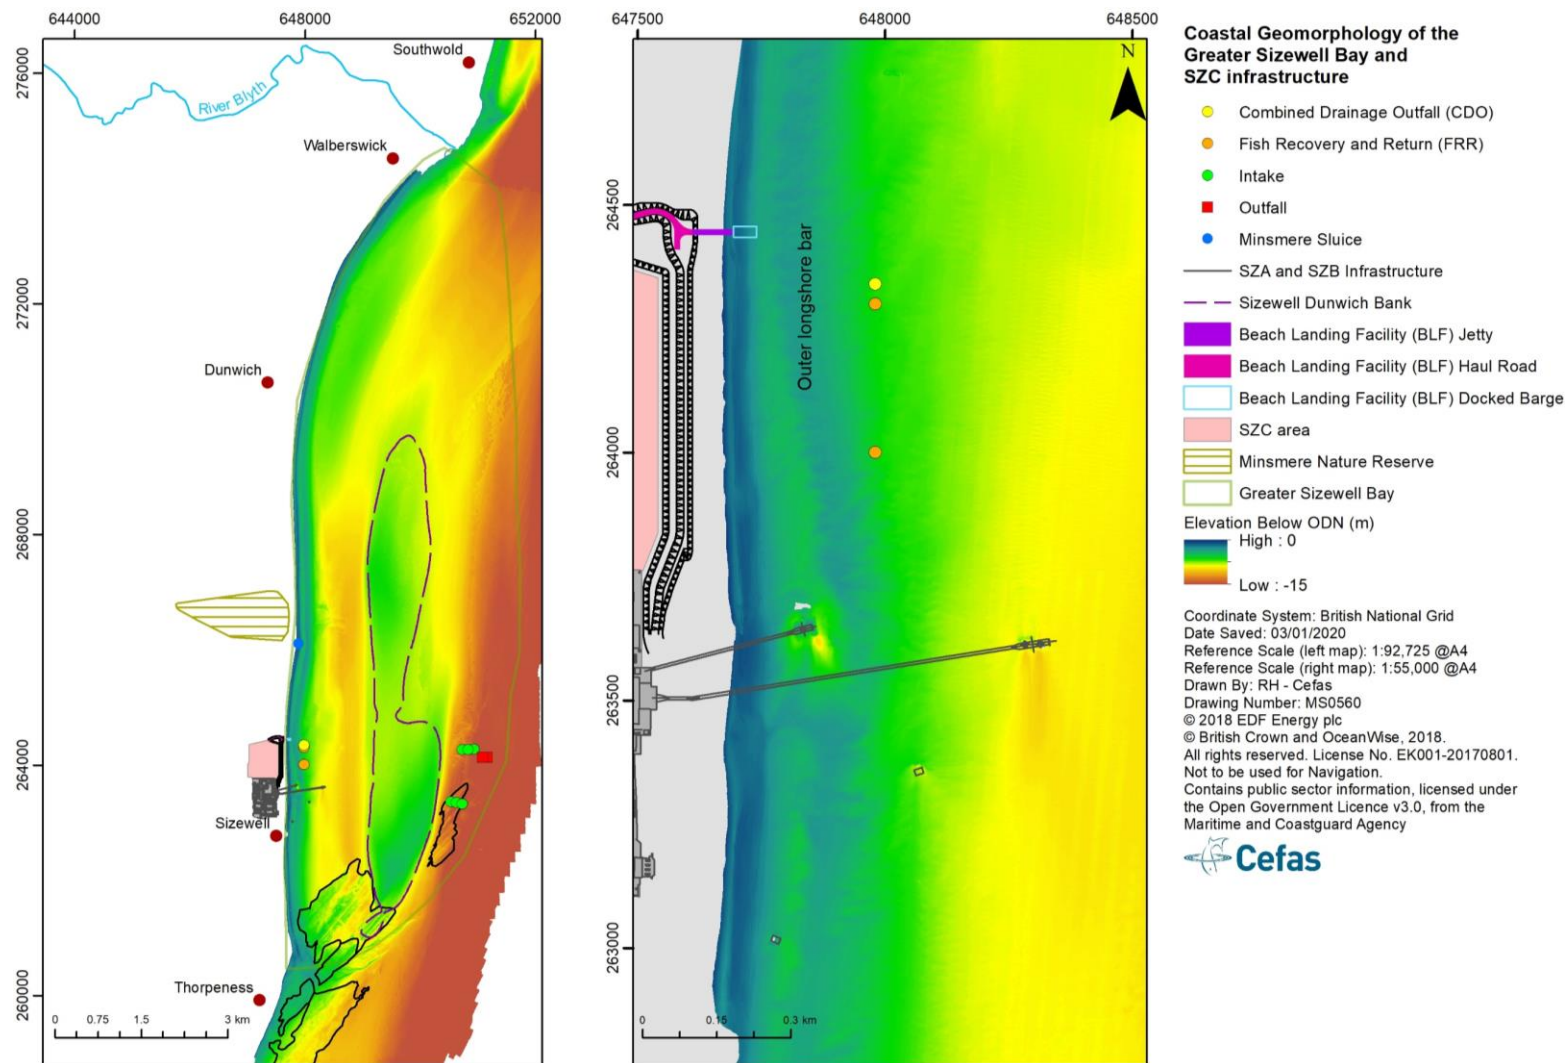 644000
648000
652000
276000
272000
268000
264000
260000
Southwold
River Blyth
Walberswick
Dunwich
Sizewell
Thorpeness
0 0.75 1.5 3 km
647500
648000
648500
264500
264000
263500
263000
N
Outer longshore bar
0 0.15 0.3 km
Coastal Geomorphology of the
Greater Sizewell Bay and
SZC infrastructure
Combined Drainage Outfall (CDO)
Fish Recovery and Return (FRR)
Intake
Outfall
Minsmere Sluice
SZA and SZB Infrastructure
Sizewell Dunwich Bank
Beach Landing Facility (BLF) Jetty
Beach Landing Facility (BLF) Haul Road
Beach Landing Facility (BLF) Docked Barge
SZC area
Minsmere Nature Reserve
Greater Sizewell Bay
Elevation Below ODN (m)
High : 0
Low : -15
Coordinate System: British National Grid
Date Saved: 03/01/2020
Reference Scale (left map): 1:92,725 @A4
Reference Scale (right map): 1:55,000 @A4
Drawn By: RH - Cefas
Drawing Number: MS0560
© 2018 EDF Energy plc
© British Crown and OceanWise, 2018.
All rights reserved. License No. EK001-20170801.
Not to be used for Navigation.
Contains public sector information, licensed under
the Open Government Licence v3.0, from the
Maritime and Coastguard Agency
Cefas